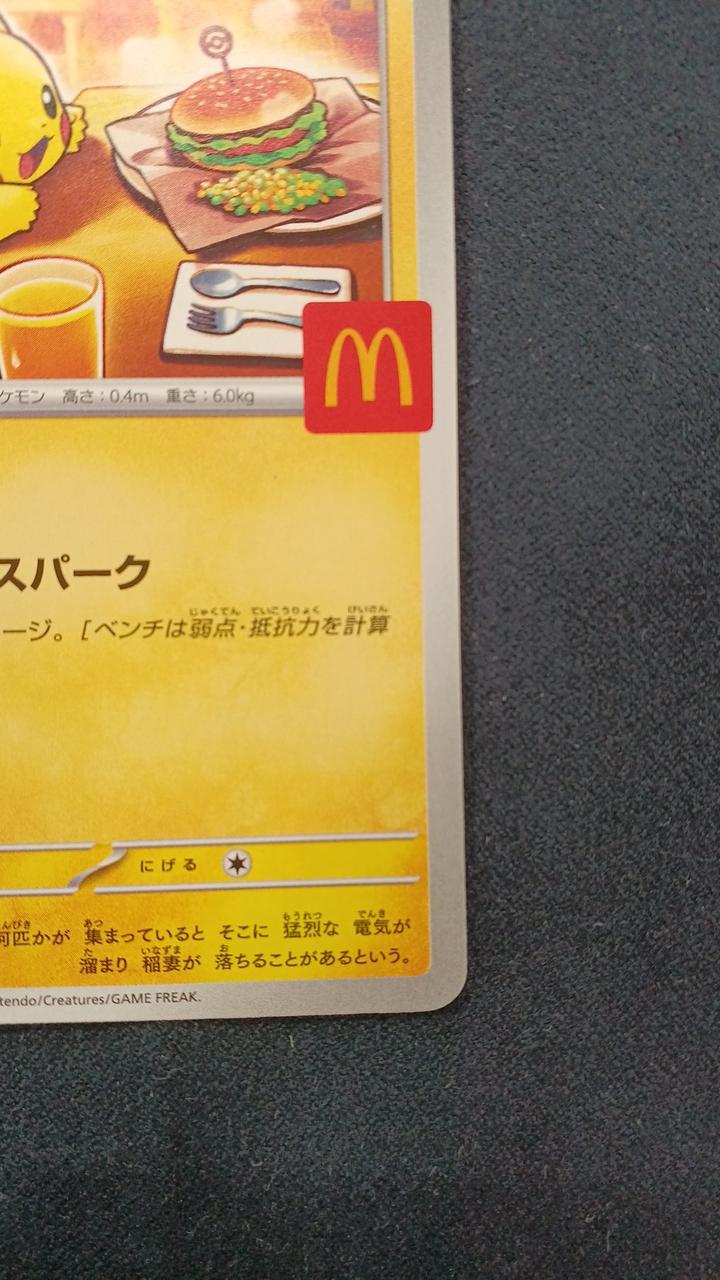 ケモン 高さ:0.4m 重さ:6.0kg
スパーク
ージ。[ベンチは弱点・抵抗力を計算
にげる
何匹かが 集まっていると そこに 猛烈な 電気が
溜まり 稲妻が 落ちることがあるという。
tendo/Creatures/GAME FREAK.